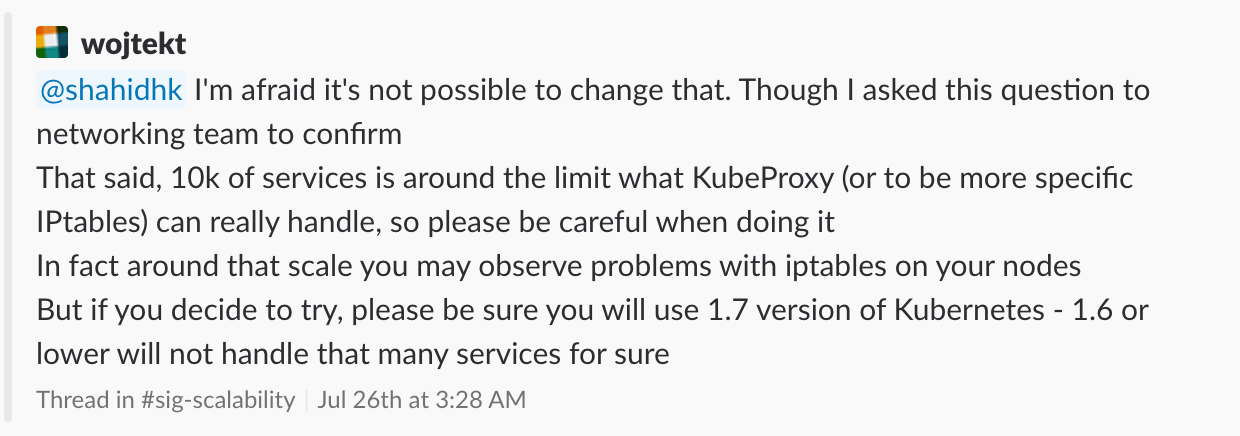 wojtekt
@shahidhk I'm afraid it's not possible to change that. Though I asked this question to
networking team to confirm
That said, 10k of services is around the limit what KubeProxy (or to be more specific
IPtables) can really handle, so please be careful when doing it
In fact around that scale you may observe problems with iptables on your nodes
But if you decide to try, please be sure you will use 1.7 version of Kubernetes - 1.6 or
lower will not handle that many services for sure
Thread in #sig-scalability | Jul 26th at 3:28 AM